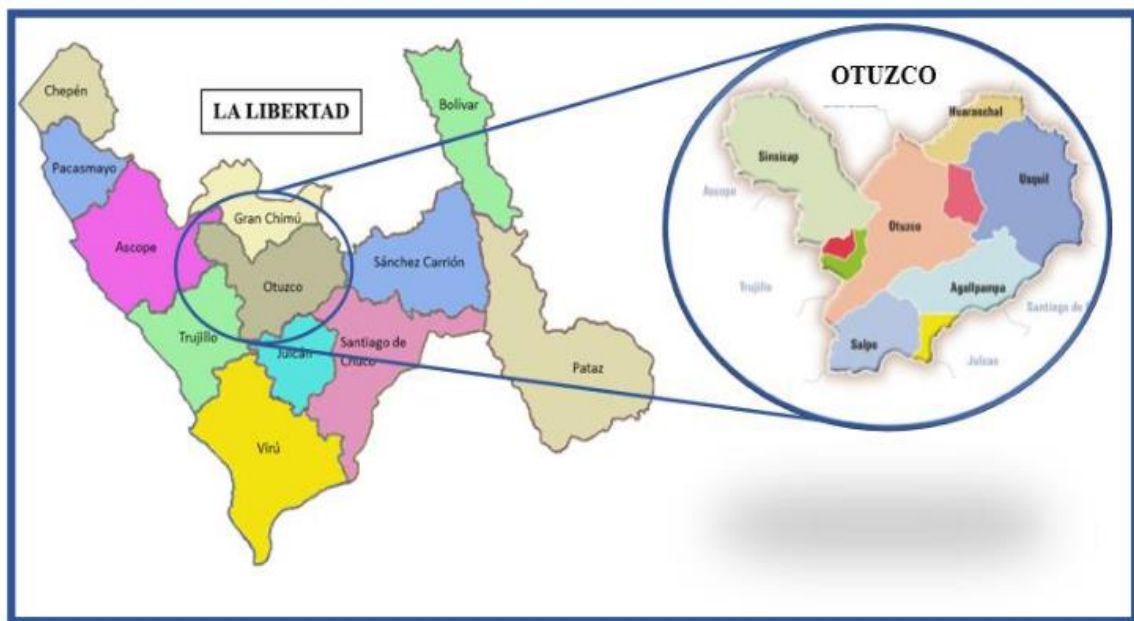 LA LIBERTAD
Chepén
Pacasmayo
Ascope
Gran Chimú
Otuzco
Trujillo
Julcán
Santiago de
Chuco
Virú
Bolívar
Sánchez Carrión
Pataz
OTUZCO
Huaranchal
Sinsicap
Usquil
Ascope
Otuzco
Agallpampa
Trujillo
Santiago de
Salpo
Julcan